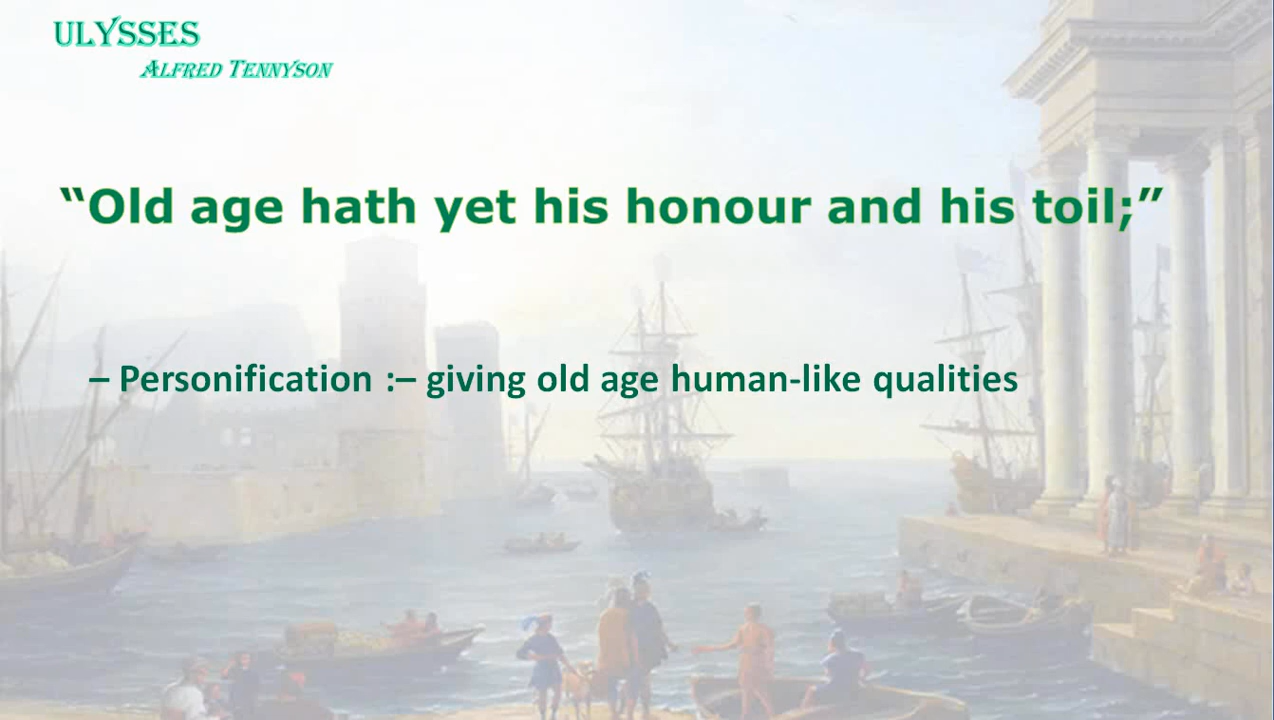 ULYSSES
ALFRED TENNYSON
“Old age hath yet his honour and his toil;”
– Personification :– giving old age human-like qualities